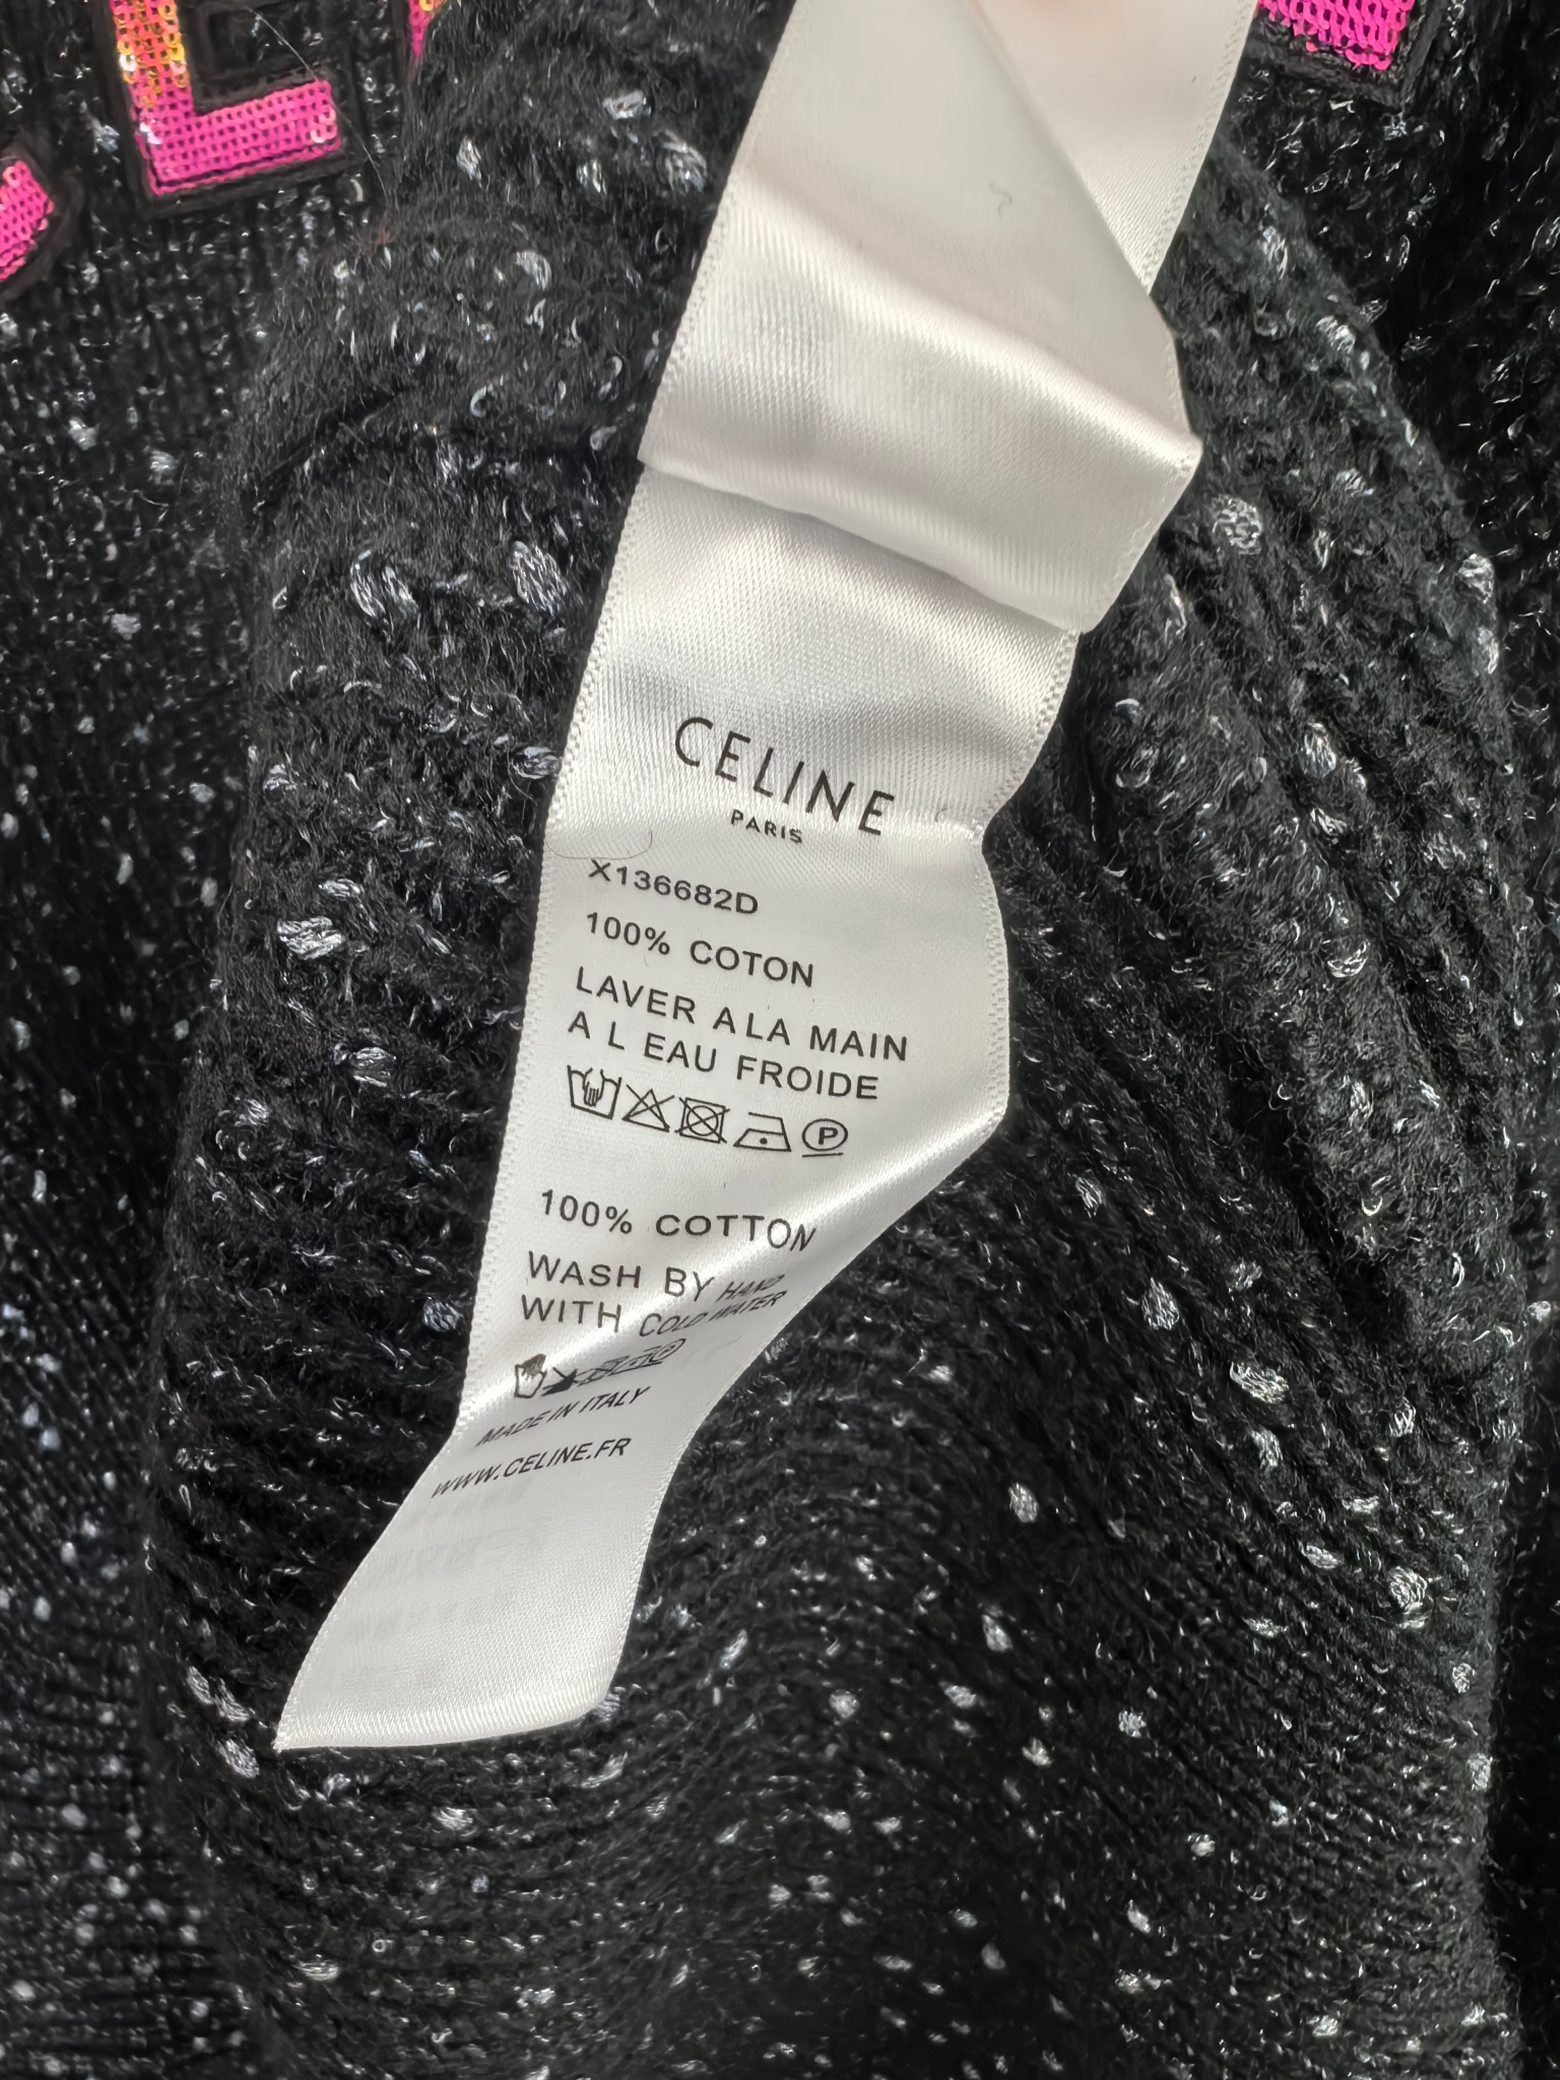 CELINE
PARIS
X136682D
100% COTON
LAVER A LA MAIN
A L EAU FROIDE
P
100% COTTON
WASH BY HAND
WITH COLD WATER
MADE IN ITALY
WWW.CELINE.FR